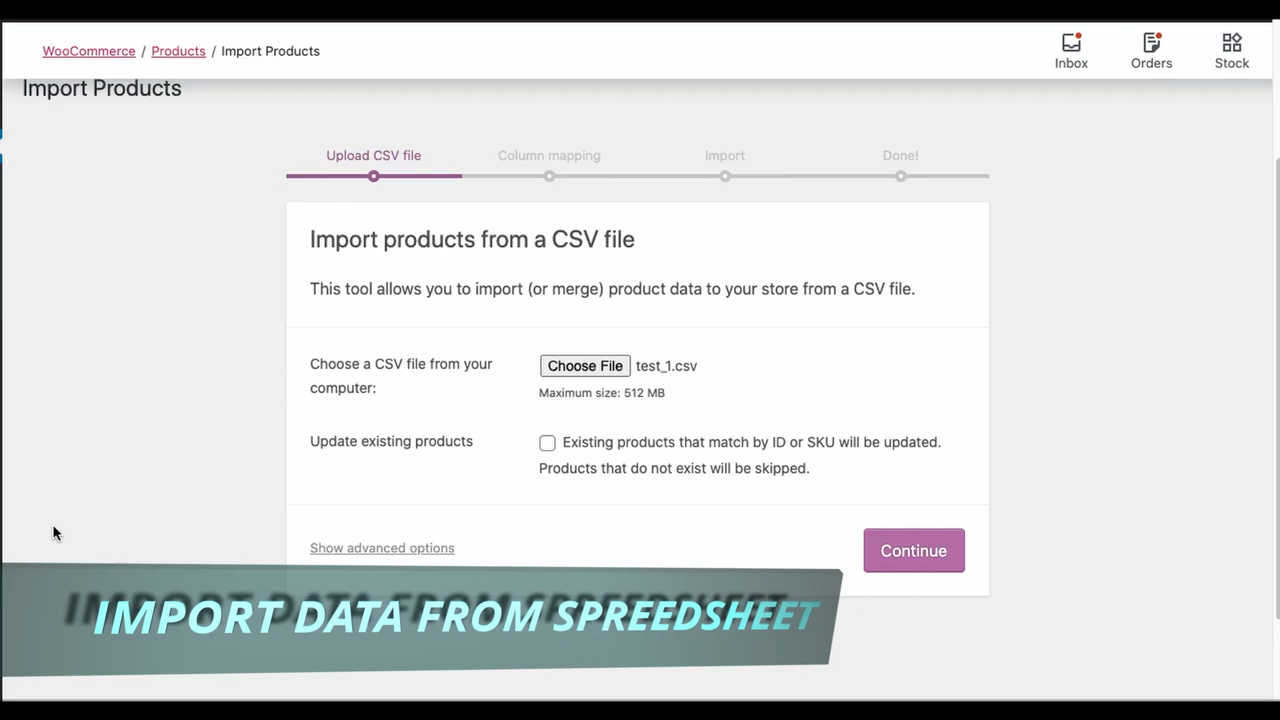 WooCommerce / Products / Import Products
Inbox
Orders
Stock
Import Products
Upload CSV file
Column mapping
Import
Done!
Import products from a CSV file
This tool allows you to import (or merge) product data to your store from a CSV file.
Choose a CSV file from your
computer:
Choose File test_1.csv
Maximum size: 512 MB
Update existing products
Existing products that match by ID or SKU will be updated.
Products that do not exist will be skipped.
Show advanced options
Continue
IMPORT DATA FROM SPREEDSHEET